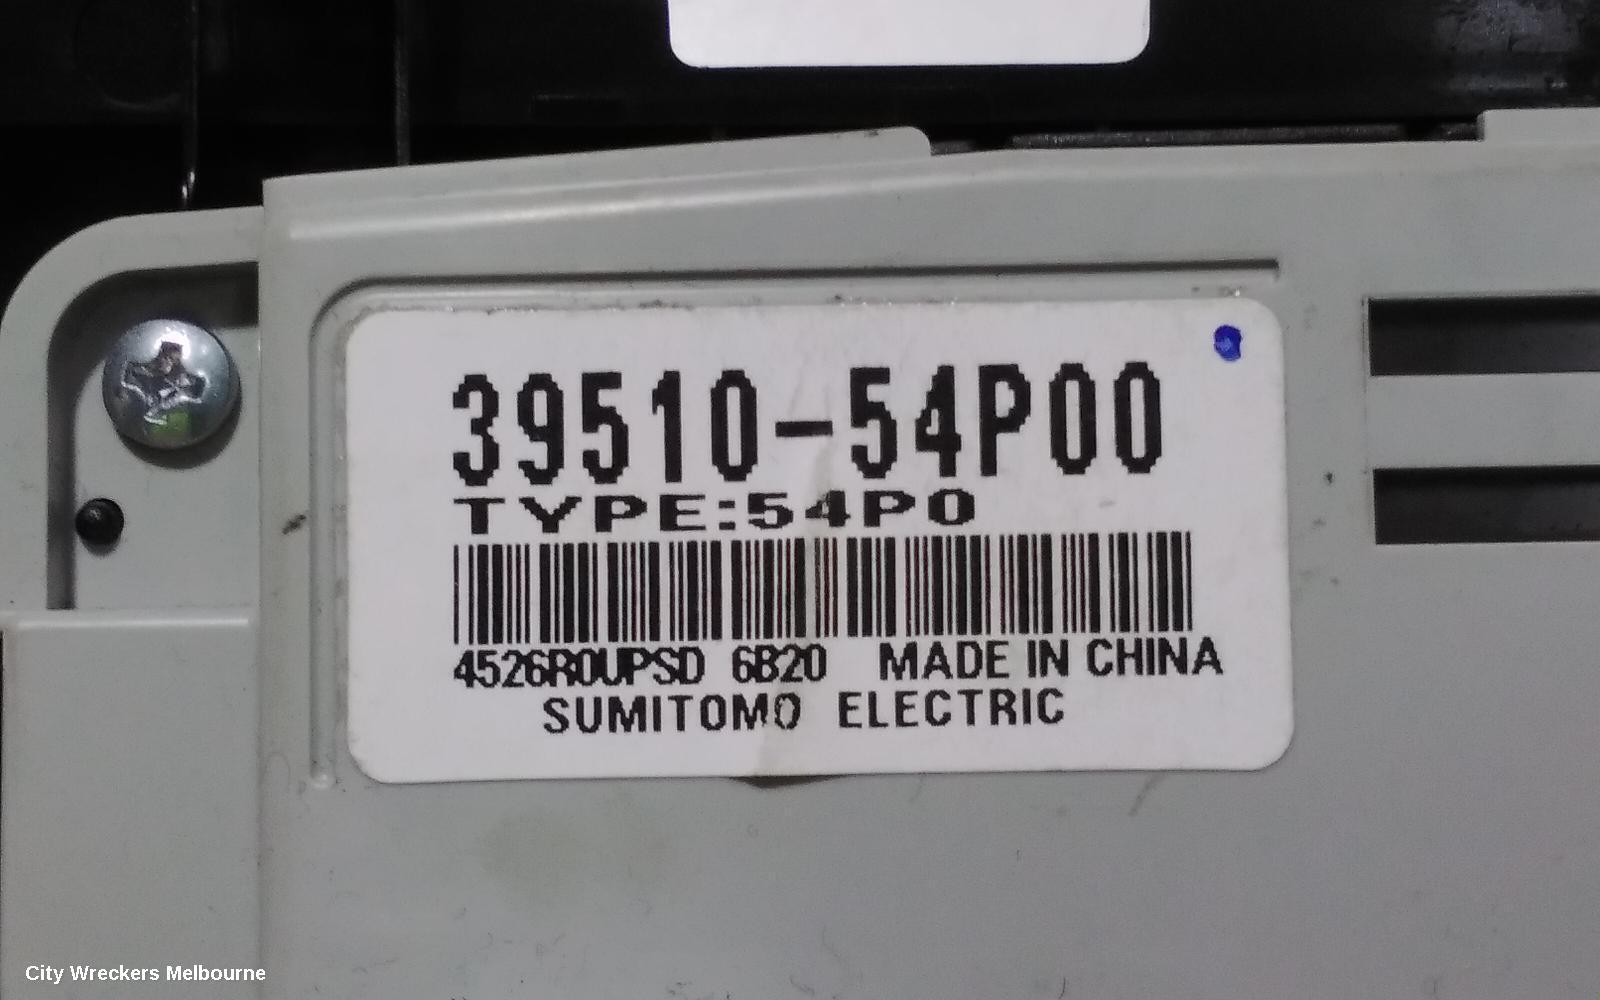 39510-54P00
TYPE:54P0
4526R0UPSD 6B20 MADE IN CHINA
SUMITOMO ELECTRIC
City Wreckers Melbourne